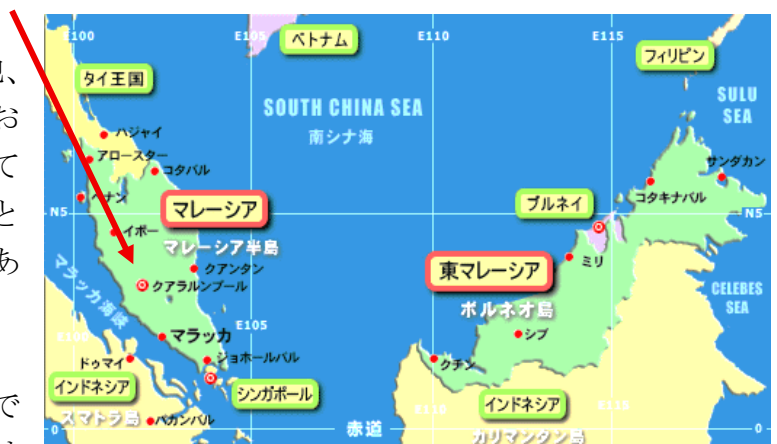 E100
E105
E110
E115
ベトナム
フィリピン
タイ王国
SOUTH CHINA SEA
南シナ海
SULU
SEA
お
て
と
あ
ハジャイ
アロースター
コタバル
ペナン
サンダカン
コタキナバル
マレーシア
ブルネイ
N5
N5
イポー
マレーシア半島
クアンタン
ミリ
東マレーシア
クアラルンプール
マラッカ海峡
CELEBES
SEA
ボルネオ島
E100
E105
マラッカ
シブ
ドゥマイ
ジョホールバル
クチン
インドネシア
シンガポール
インドネシア
E110
E115
で
スマトラ島
パカンバル
0
赤道
0
カリマンタン島